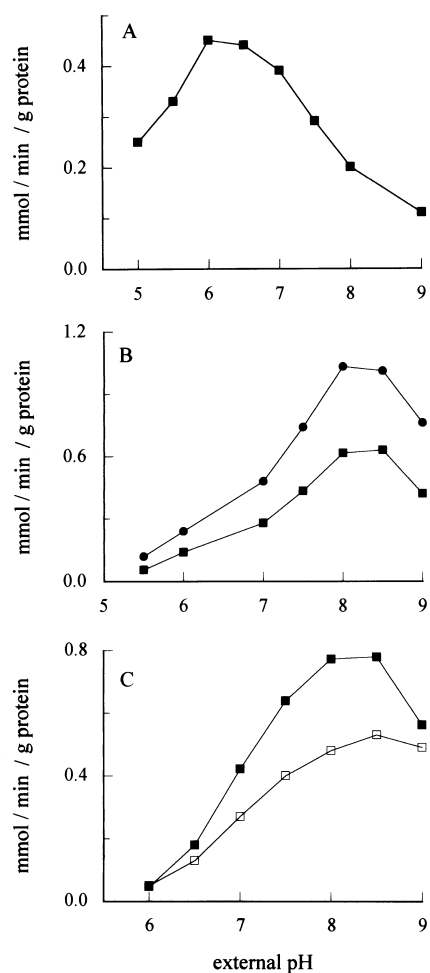 A
mmol / min / g protein
0.4
0.2
0.0
5 6 7 8 9
B
mmol / min / g protein
1.2
0.6
0.0
5 6 7 8 9
C
mmol / min / g protein
0.8
0.4
0.0
6 7 8 9
external pH